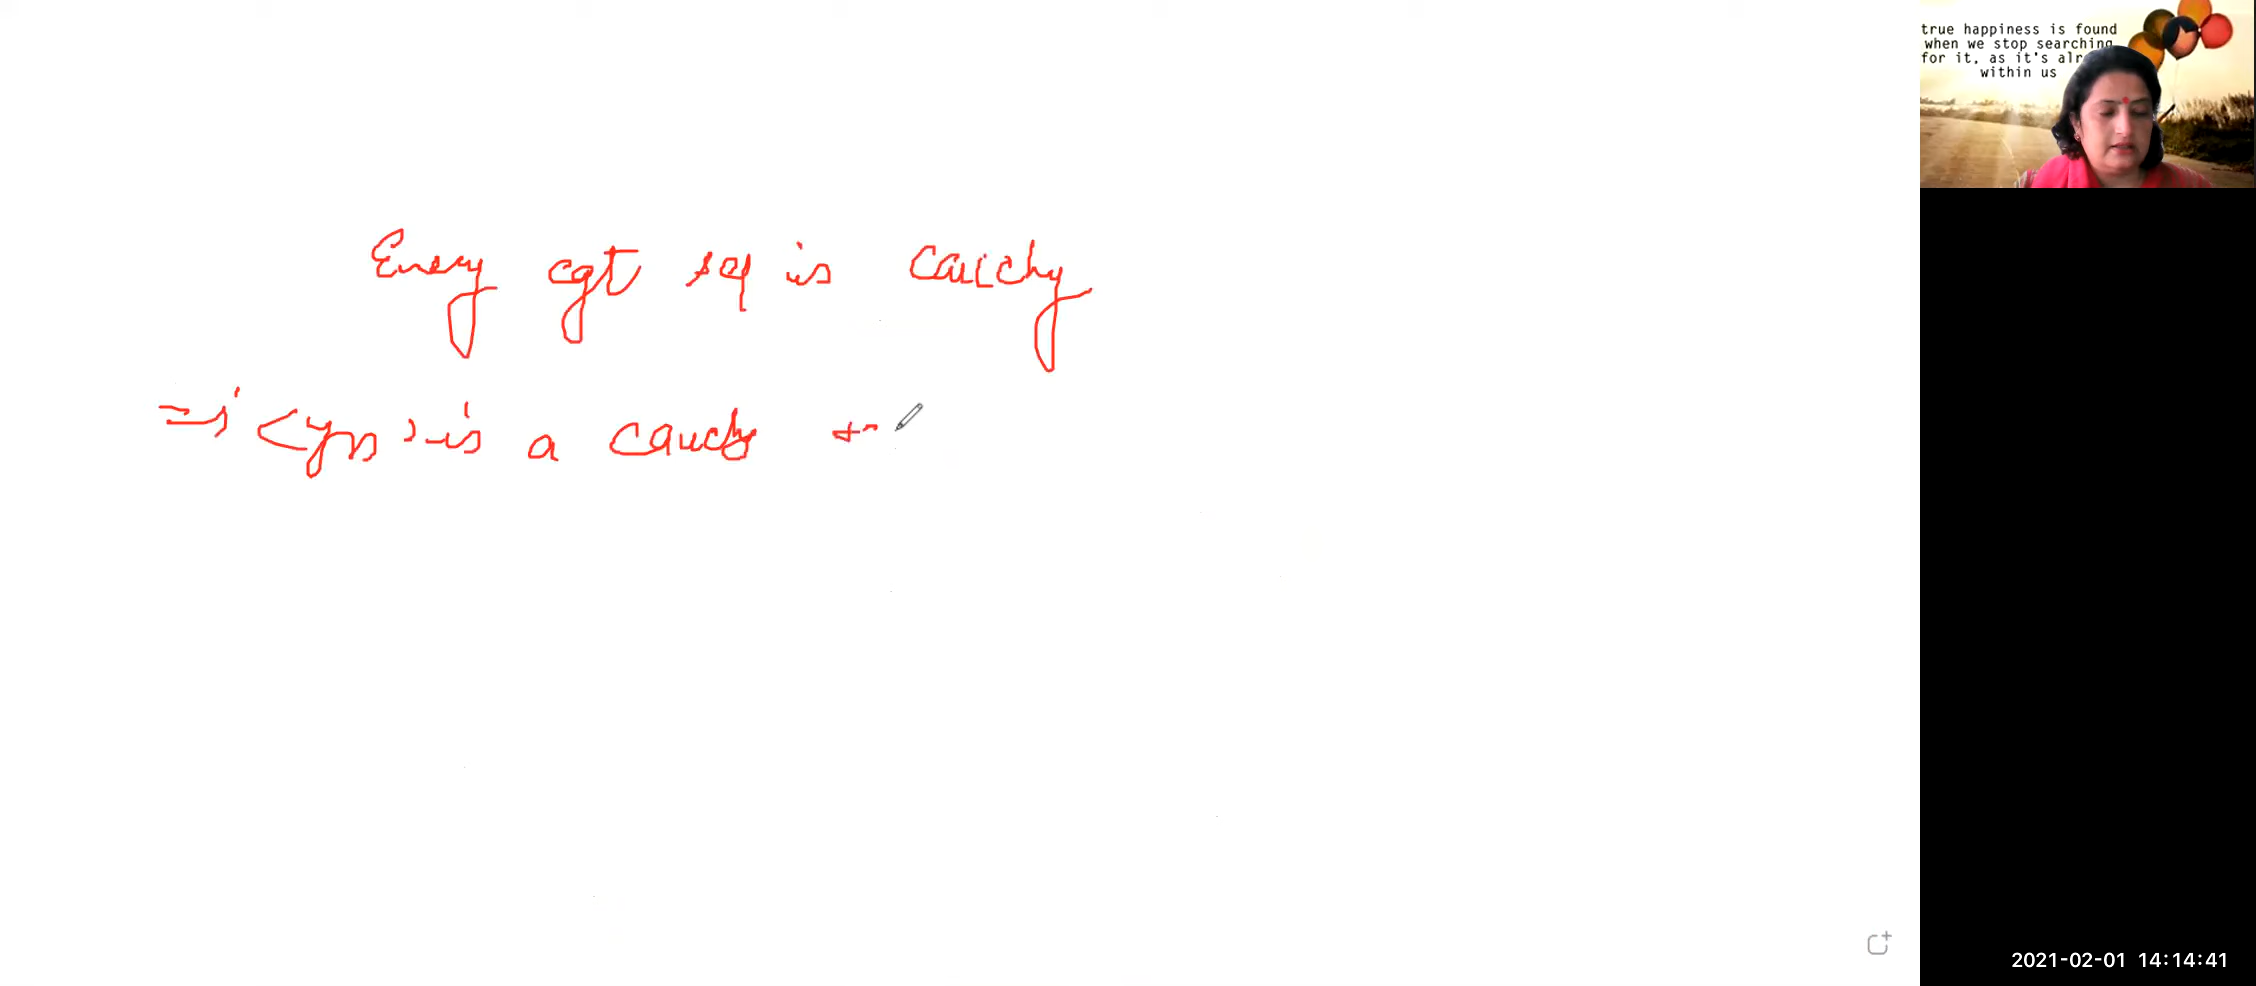 true happiness is found
when we stop searching
for it, as it's alr
within us
Every cgt seq is Cauchy
=> <yn> is a Cauchy
2021-02-01 14:14:41